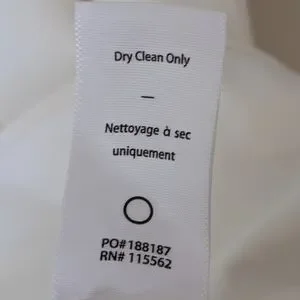 Dry Clean Only
—
Nettoyage à sec
uniquement
PO#188187
RN# 115562